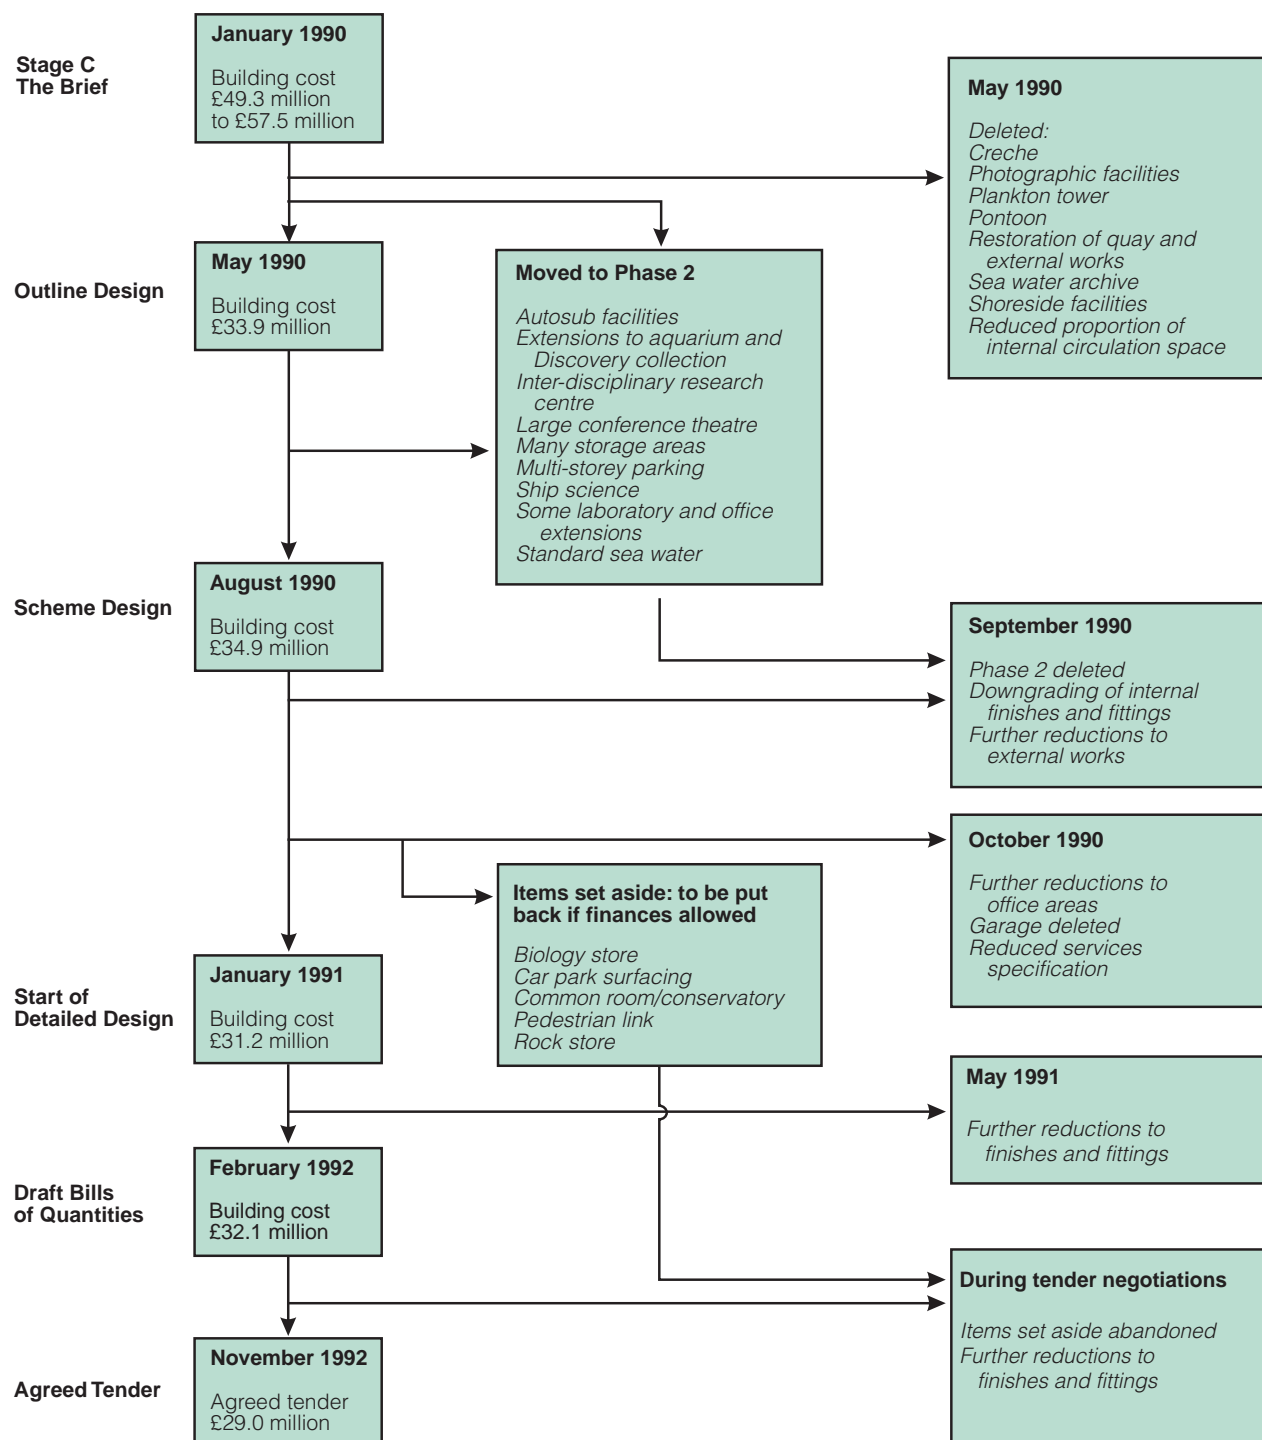 Stage C
The Brief
January 1990
Building cost
£49.3 million
to £57.5 million
May 1990
Deleted:
Creche
Photographic facilities
Plankton tower
Pontoon
Restoration of quay and
external works
Sea water archive
Shoreside facilities
Reduced proportion of
internal circulation space
Outline Design
May 1990
Building cost
£33.9 million
Moved to Phase 2
Autosub facilities
Extensions to aquarium and
Discovery collection
Inter-disciplinary research
centre
Large conference theatre
Many storage areas
Multi-storey parking
Ship science
Some laboratory and office
extensions
Standard sea water
Scheme Design
August 1990
Building cost
£34.9 million
September 1990
Phase 2 deleted
Downgrading of internal
finishes and fittings
Further reductions to
external works
October 1990
Further reductions to
office areas
Garage deleted
Reduced services
specification
Items set aside: to be put
back if finances allowed
Biology store
Car park surfacing
Common room/conservatory
Pedestrian link
Rock store
Start of
Detailed Design
January 1991
Building cost
£31.2 million
May 1991
Further reductions to
finishes and fittings
Draft Bills
of Quantities
February 1992
Building cost
£32.1 million
During tender negotiations
Items set aside abandoned
Further reductions to
finishes and fittings
Agreed Tender
November 1992
Agreed tender
£29.0 million